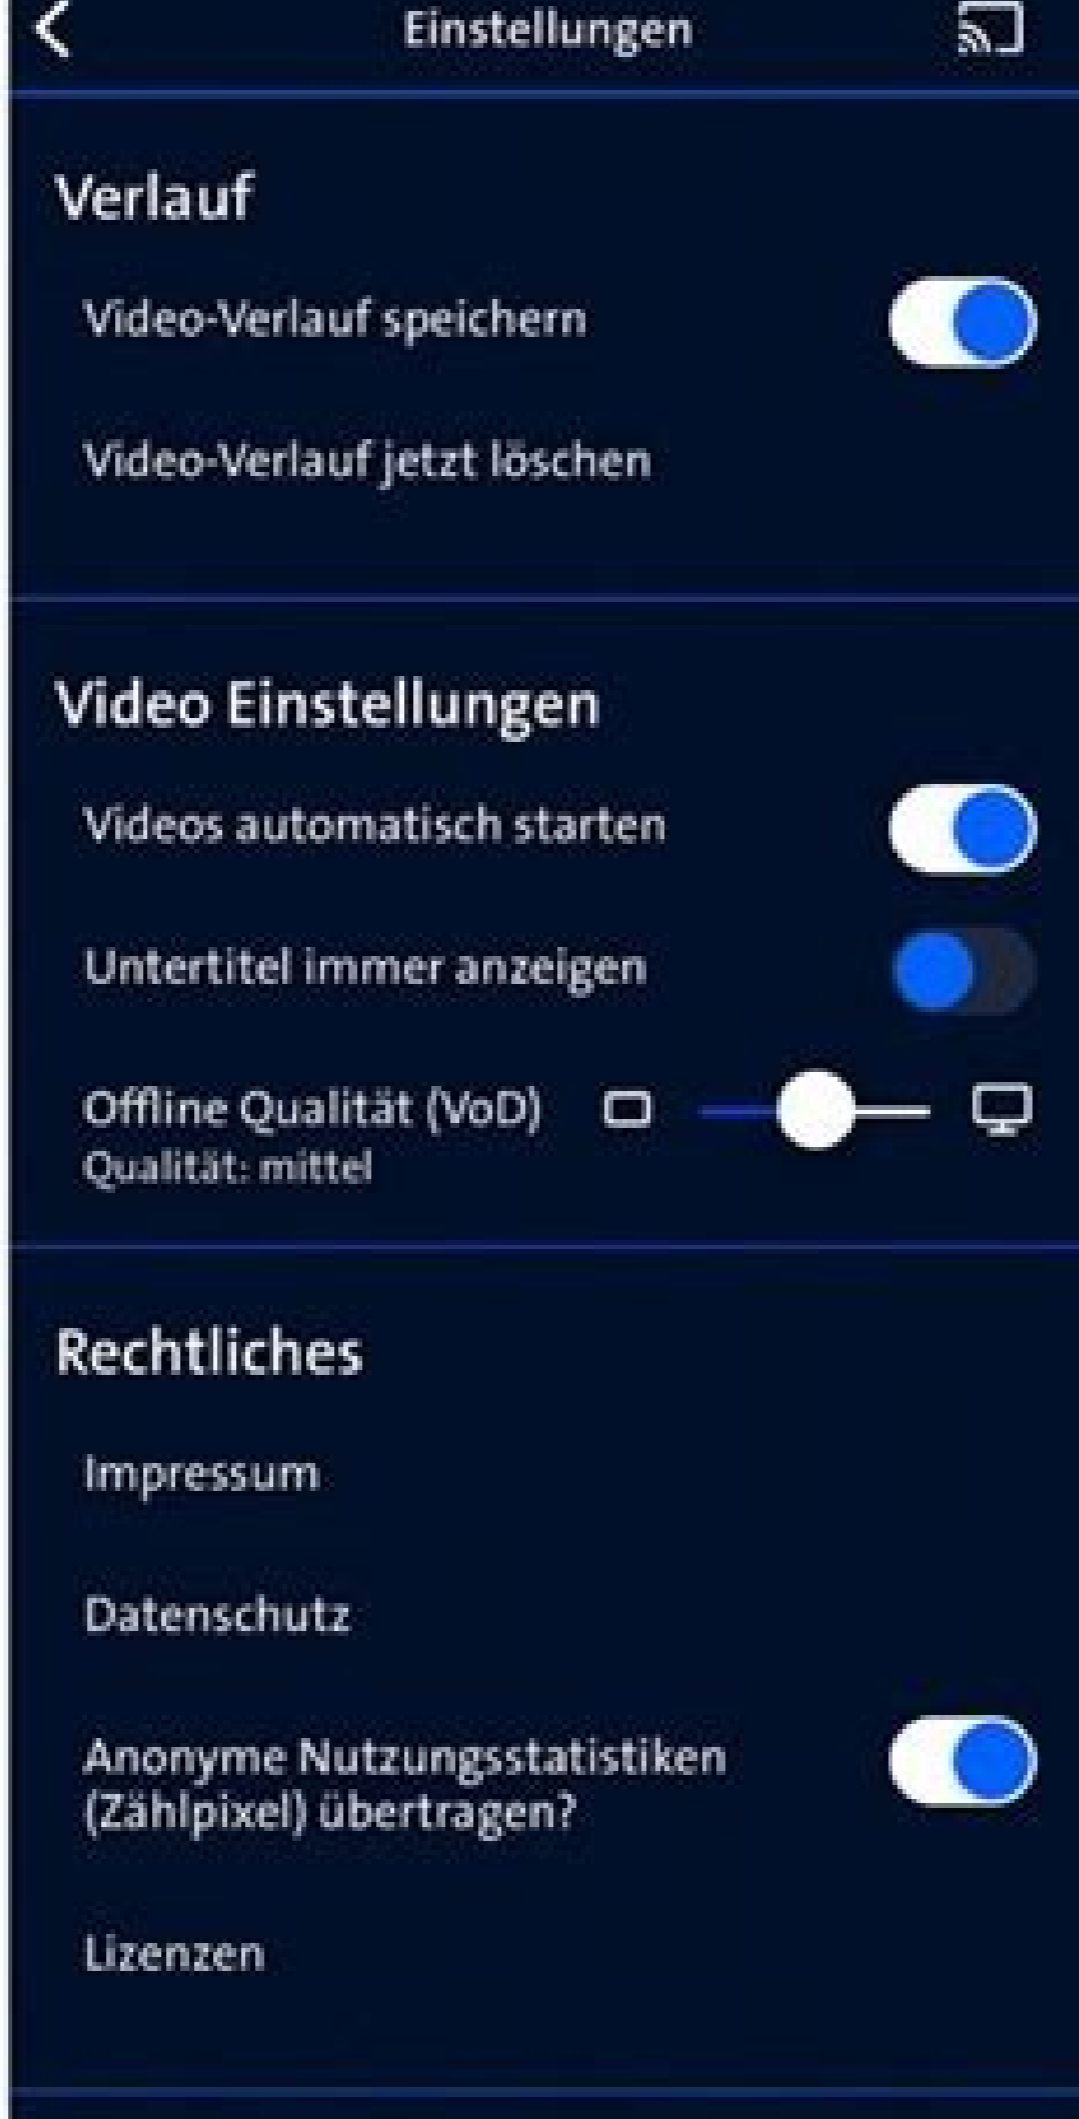 Einstellungen
Verlauf
Video-Verlauf speichern
Video-Verlauf jetzt löschen
Video Einstellungen
Videos automatisch starten
Untertitel immer anzeigen
Offline Qualität (VoD)
Qualität: mittel
Rechtliches
Impressum
Datenschutz
Anonyme Nutzungsstatistiken
(Zählpixel) übertragen?
Lizenzen